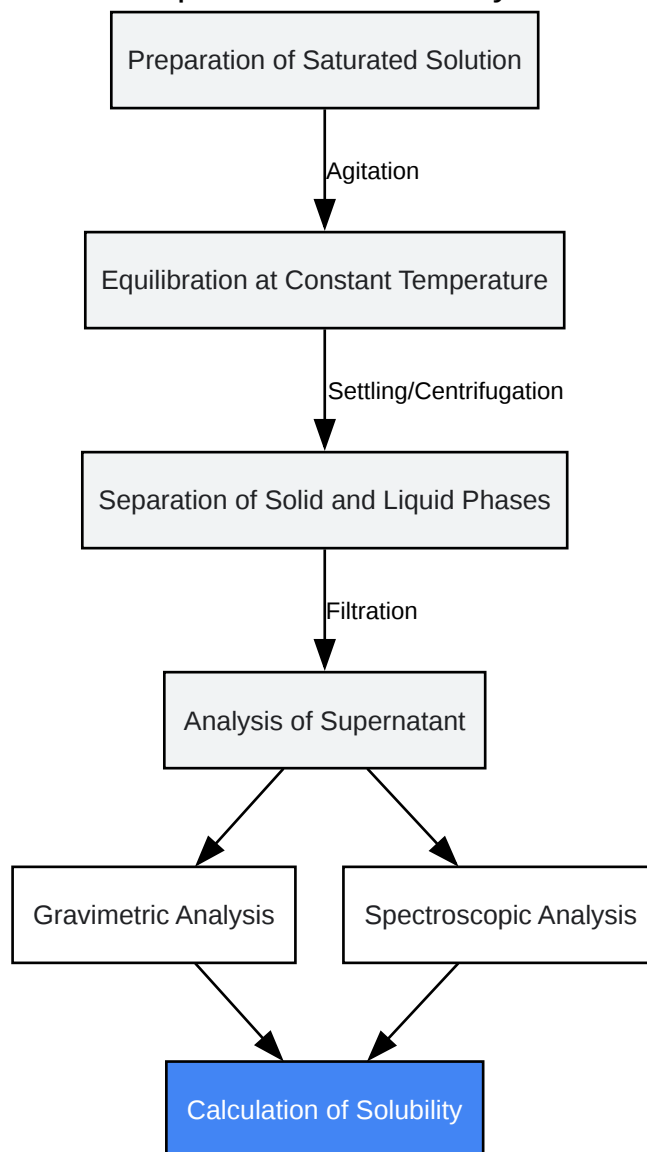 Preparation of Saturated Solution
Agitation
Equilibration at Constant Temperature
Settling/Centrifugation
Separation of Solid and Liquid Phases
Filtration
Analysis of Supernatant
Gravimetric Analysis
Spectroscopic Analysis
Calculation of Solubility